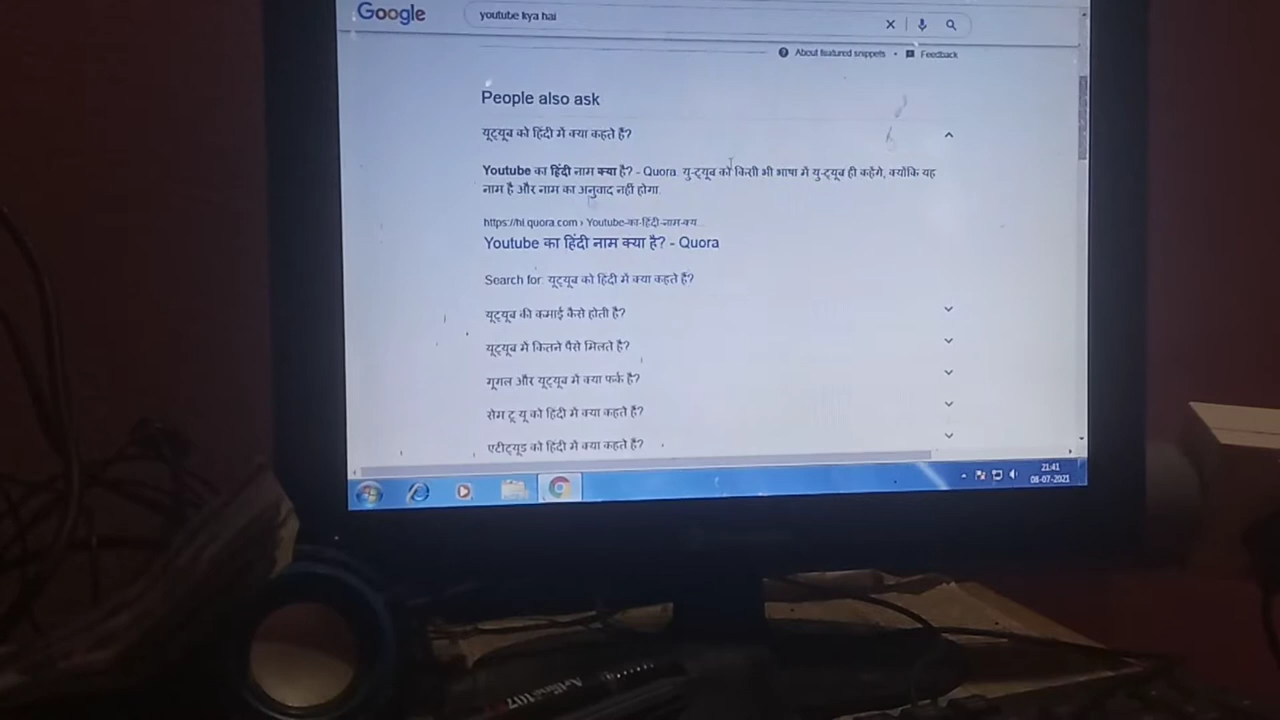 Google
youtube kya hai
About featured snippets • Feedback
People also ask
यूट्यूब को हिंदी में क्या कहते हैं?
Youtube का हिंदी नाम क्या है? - Quora. यु-ट्यूब को किसी भी भाषा में यु-ट्यूब ही कहेंगे, क्योंकि यह
नाम है और नाम का अनुवाद नहीं होगा.
https://hi.quora.com › Youtube-का-हिंदी-नाम-क्य...
Youtube का हिंदी नाम क्या है? - Quora
Search for: यूट्यूब को हिंदी में क्या कहते हैं?
यूट्यूब की कमाई कैसे होती है?
यूट्यूब में कितने पैसे मिलते है?
गूगल और यूट्यूब में क्या फर्क है?
सेम टू यू को हिंदी में क्या कहते हैं?
एटीट्यूड को हिंदी में क्या कहते हैं?
21:41
08-07-2021
Artline 107